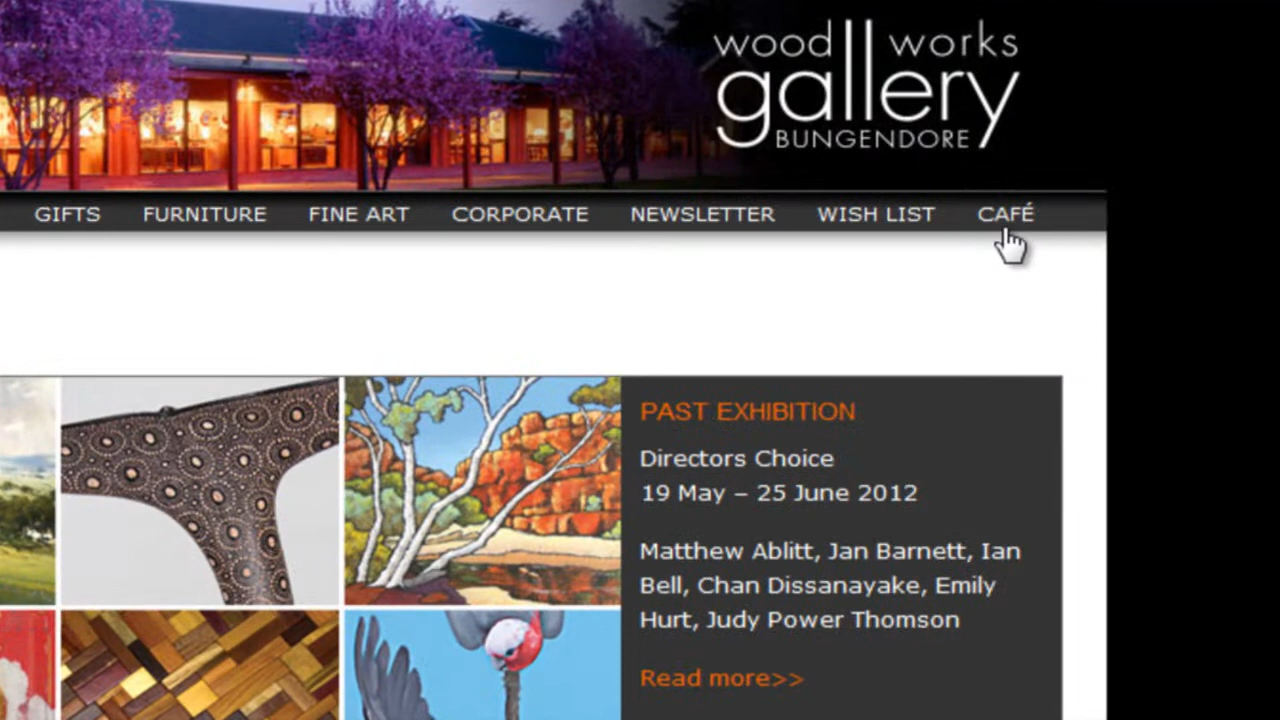 wood works
gallery
BUNGENDORE
GIFTS FURNITURE FINE ART CORPORATE NEWSLETTER WISH LIST CAFÉ
PAST EXHIBITION
Directors Choice
19 May – 25 June 2012
Matthew Ablitt, Jan Barnett, Ian
Bell, Chan Dissanayake, Emily
Hurt, Judy Power Thomson
Read more>>